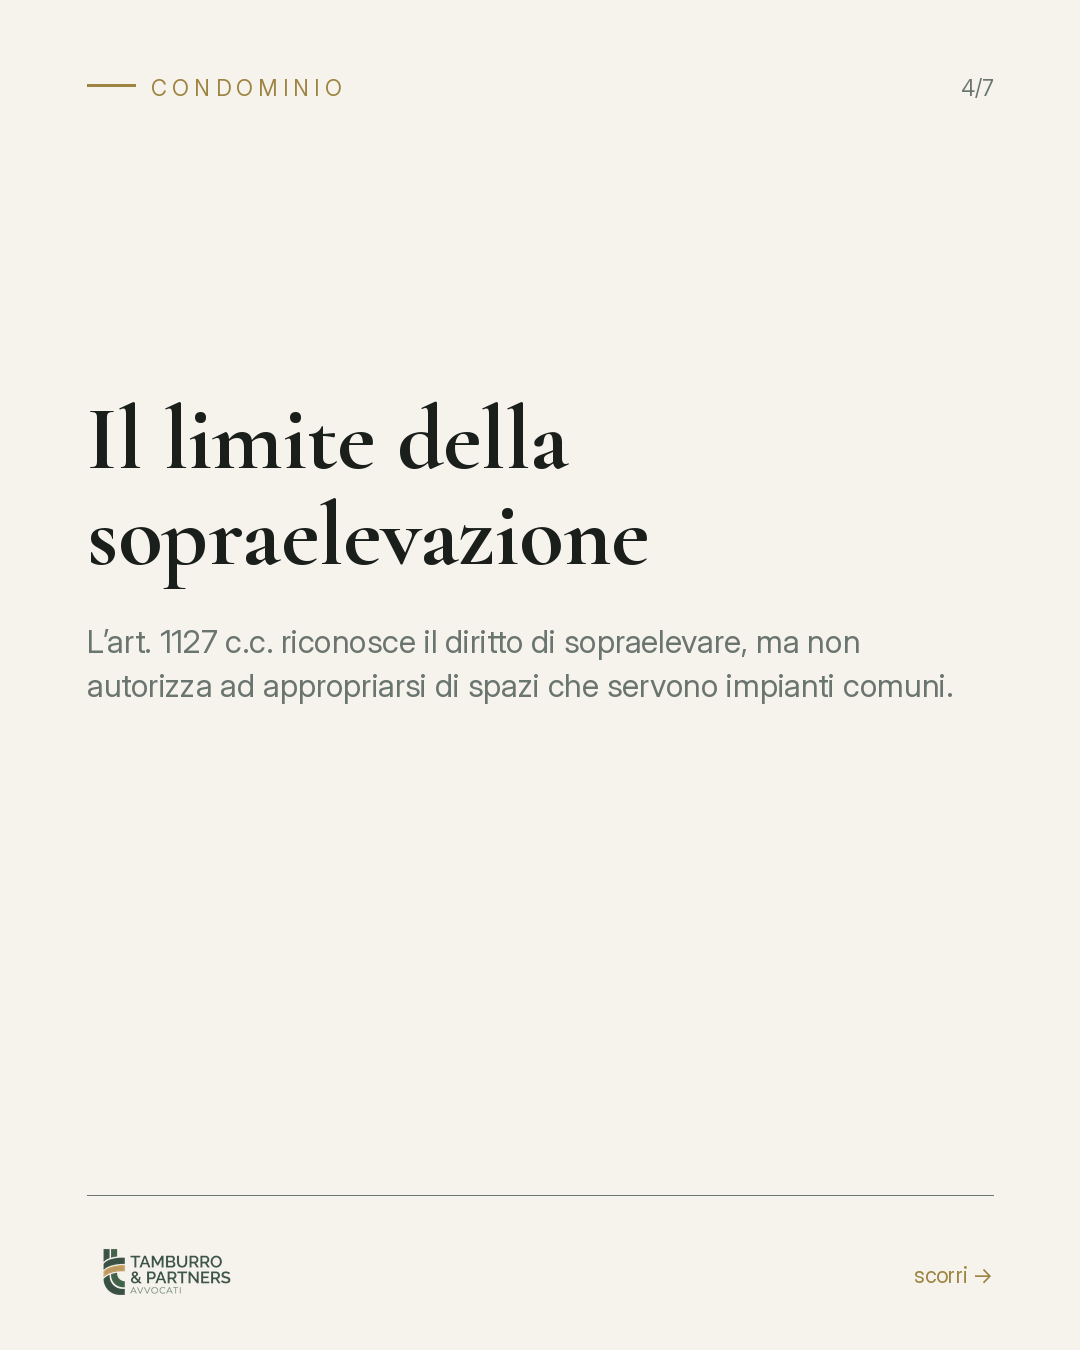 CONDOMINIO
4/7
Il limite della
sopraelevazione
L’art. 1127 c.c. riconosce il diritto di sopraelevare, ma non
autorizza ad appropriarsi di spazi che servono impianti comuni.
TAMBURRO
& PARTNERS
AVVOCATI
scorri →